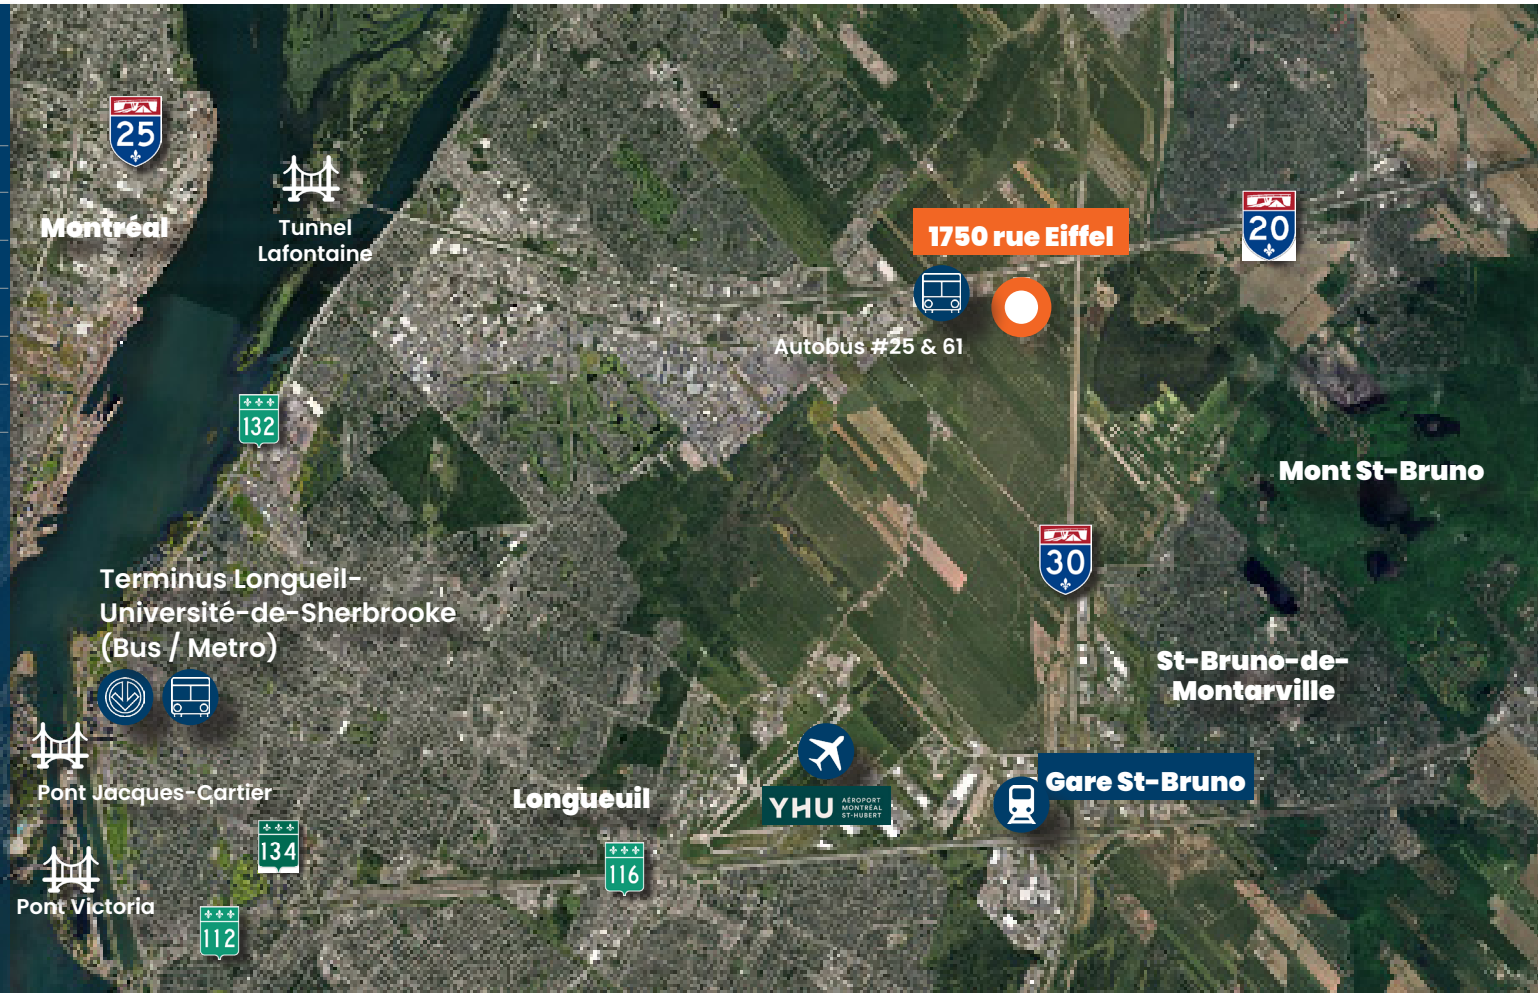 25
Montréal
Tunnel
Lafontaine
1750 rue Eiffel
20
Autobus #25 & 61
132
Mont St-Bruno
30
Terminus Longueil-
Université-de-Sherbrooke
(Bus / Metro)
St-Bruno-de-
Montarville
Pont Jacques-Cartier
Longueuil
YHU
AÉROPORT
MONTRÉAL
ST-HUBERT
Gare St-Bruno
134
116
Pont Victoria
112